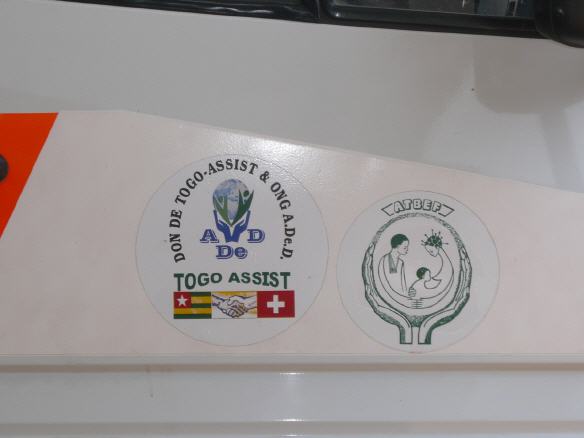 DON DE TOGO-ASSIST & ONG A.De.D.
A D
De
TOGO ASSIST
ATBEF